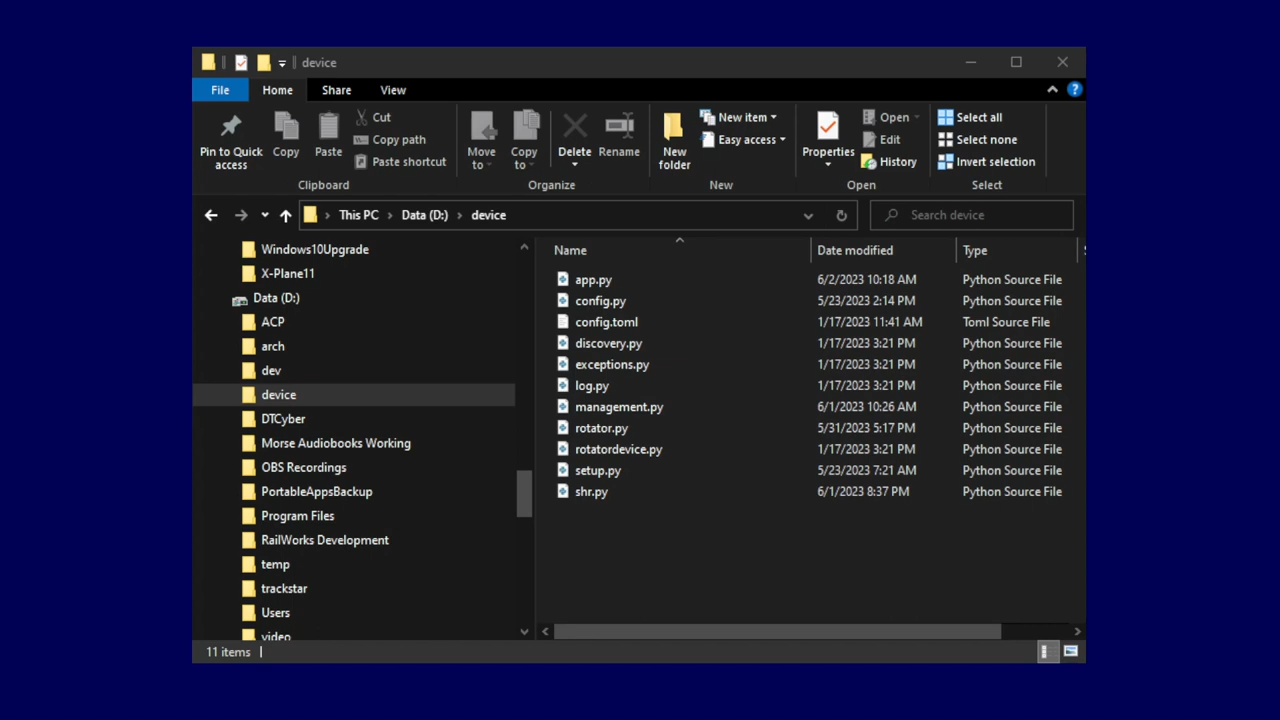 device
File Home Share View
Pin to Quick access
Copy
Paste
Cut
Copy path
Paste shortcut
Clipboard
Move to
Copy to
Delete
Rename
Organize
New folder
New item
Easy access
New
Properties
Open
Edit
History
Open
Select all
Select none
Invert selection
Select
This PC > Data (D:) > device
Search device
Windows10Upgrade
X-Plane11
Data (D:)
ACP
arch
dev
device
DTCyber
Morse Audiobooks Working
OBS Recordings
PortableAppsBackup
Program Files
RailWorks Development
temp
trackstar
Users
video
Name Date modified Type
app.py 6/2/2023 10:18 AM Python Source File
config.py 5/23/2023 2:14 PM Python Source File
config.toml 1/17/2023 11:41 AM Toml Source File
discovery.py 1/17/2023 3:21 PM Python Source File
exceptions.py 1/17/2023 3:21 PM Python Source File
log.py 1/17/2023 3:21 PM Python Source File
management.py 6/1/2023 10:26 AM Python Source File
rotator.py 5/31/2023 5:17 PM Python Source File
rotatordevice.py 1/17/2023 3:21 PM Python Source File
setup.py 5/23/2023 7:21 AM Python Source File
shr.py 6/1/2023 8:37 PM Python Source File
11 items